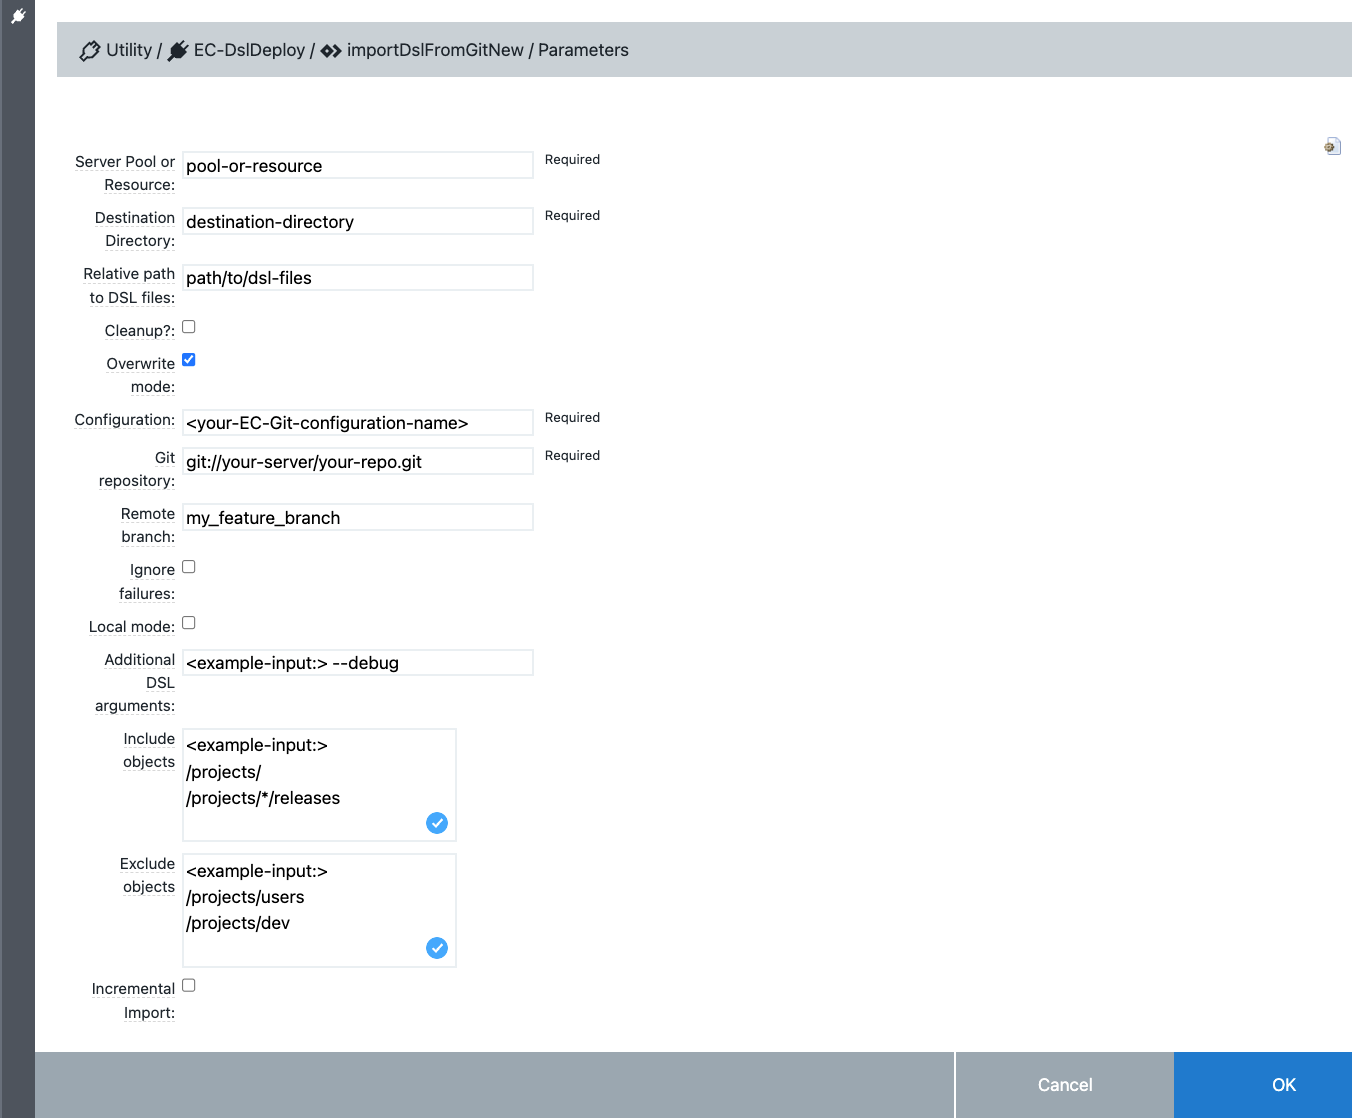 Utility / EC-DslDeploy / importDslFromGitNew / Parameters
Server Pool or
Resource:
pool-or-resource
Required
Destination
Directory:
destination-directory
Required
Relative path
to DSL files:
path/to/dsl-files
Cleanup?:
Overwrite
mode:
Configuration:
<your-EC-Git-configuration-name>
Required
Git
repository:
git://your-server/your-repo.git
Required
Remote
branch:
my_feature_branch
Ignore
failures:
Local mode:
Additional
DSL
arguments:
<example-input:> --debug
Include
objects
<example-input:>
/projects/
/projects/*/releases
Exclude
objects
<example-input:>
/projects/users
/projects/dev
Incremental
Import:
Cancel
OK